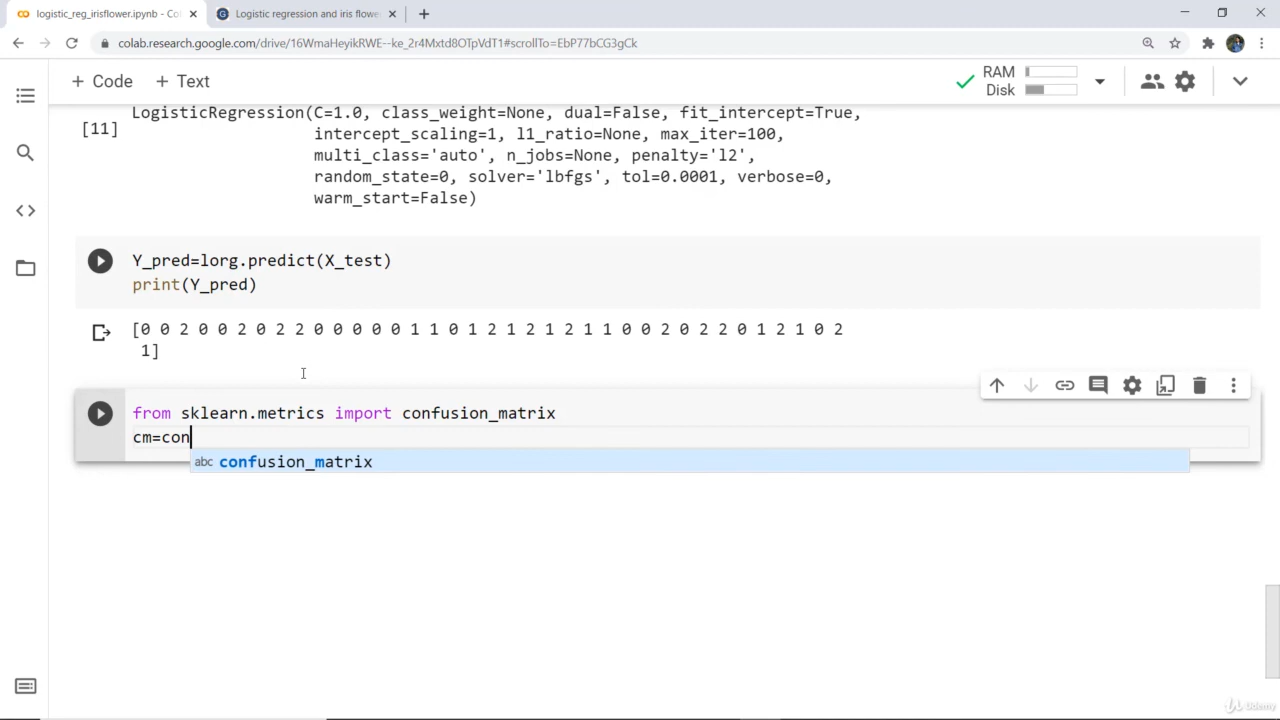 logistic_reg_irisflower.ipynb - Co
Logistic regression and iris flowe
colab.research.google.com/drive/16WmaHeyikRWE--ke_2r4Mxtd8OTpVdT1#scrollTo=EbP77bCG3gCk
+ Code + Text
RAM
Disk
LogisticRegression(C=1.0, class_weight=None, dual=False, fit_intercept=True,
[11]
intercept_scaling=1, l1_ratio=None, max_iter=100,
multi_class='auto', n_jobs=None, penalty='l2',
random_state=0, solver='lbfgs', tol=0.0001, verbose=0,
warm_start=False)
Y_pred=lorg.predict(X_test)
print(Y_pred)
[0 0 2 0 0 2 0 2 2 0 0 0 0 0 1 1 0 1 2 1 2 1 2 1 1 0 0 2 0 2 2 0 1 2 1 0 2
1]
from sklearn.metrics import confusion_matrix
cm=con
abc confusion_matrix
Udemy